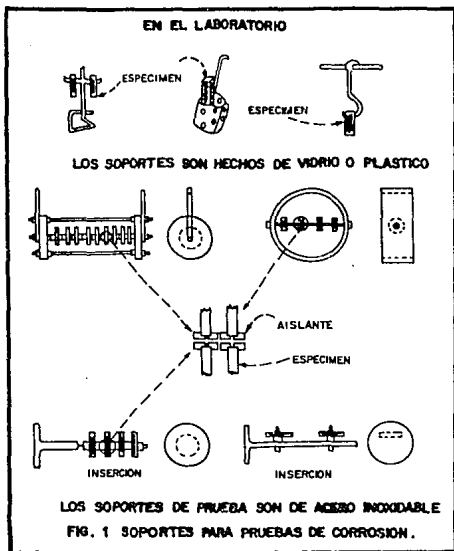 EN EL LABORATORIO
ESPECIMEN
ESPECIMEN
LOS SOPORTES SON HECHOS DE VIDRIO O PLASTICO
AISLANTE
ESPECIMEN
INSERCION
INSERCION
LOS SOPORTES DE PRUEBA SON DE ACERO INOXIDABLE
FIG. 1 SOPORTES PARA PRUEBAS DE CORROSION.